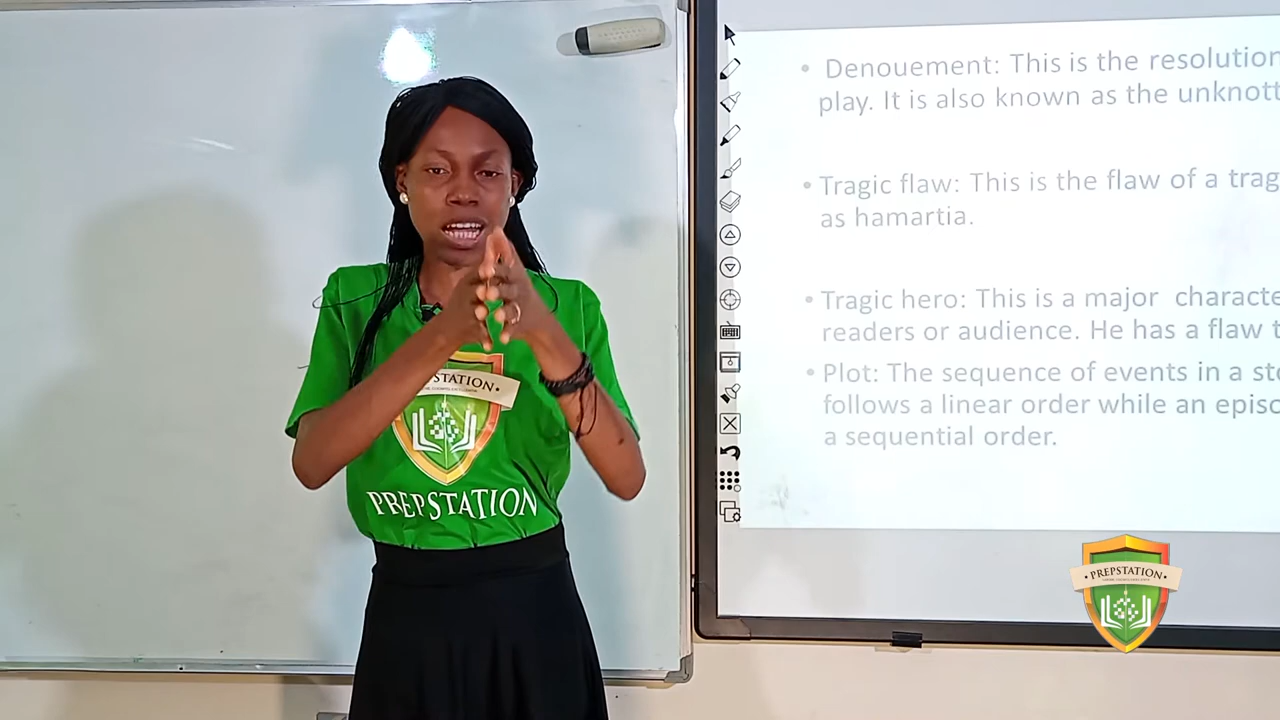 • Denouement: This is the resolution
play. It is also known as the unknott
• Tragic flaw: This is the flaw of a trag
as hamartia.
• Tragic hero: This is a major characte
readers or audience. He has a flaw t
• Plot: The sequence of events in a sto
follows a linear order while an episo
a sequential order.
STATION•
PREPSTATION
•PREPSTATION•